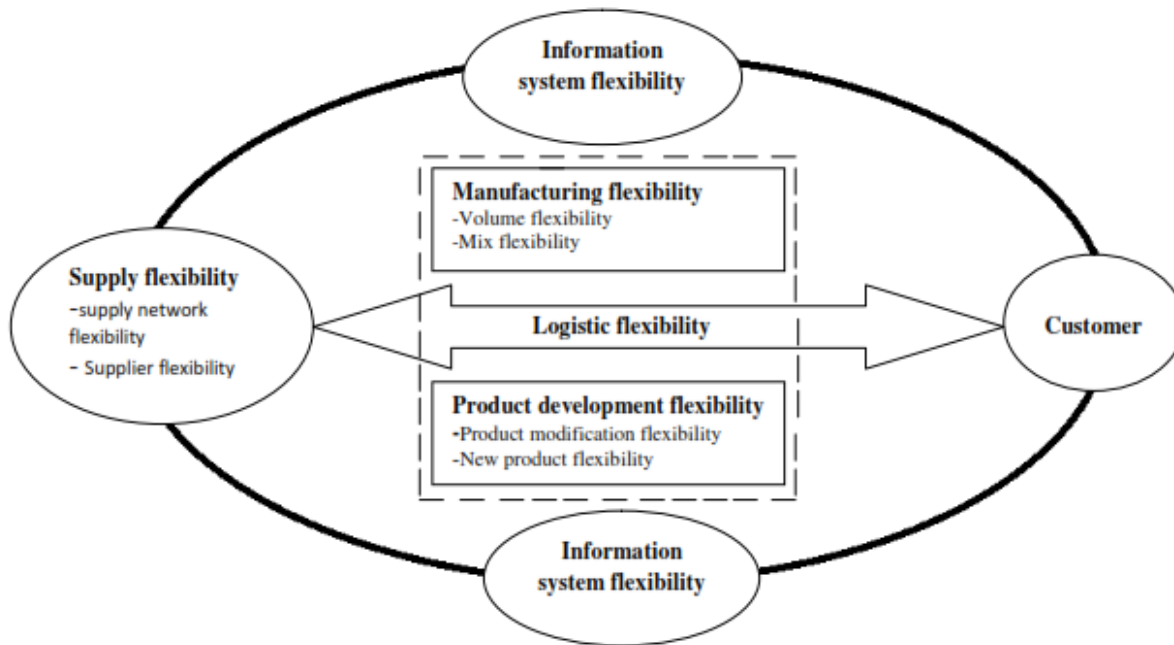 Information
system flexibility
Manufacturing flexibility
-Volume flexibility
-Mix flexibility
Supply flexibility
-supply network
flexibility
- Supplier flexibility
Logistic flexibility
Customer
Product development flexibility
-Product modification flexibility
-New product flexibility
Information
system flexibility